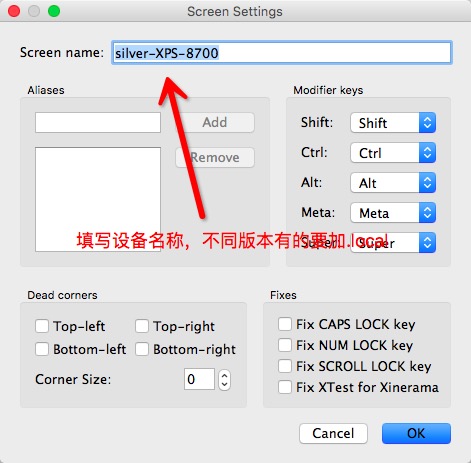 Screen Settings
Screen name: silver-XPS-8700
Aliases
Add
Remove
Modifier keys
Shift: Shift
Ctrl: Ctrl
Alt: Alt
Meta: Meta
Super: Super
填写设备名称，不同版本有的要加.local
Dead corners
Top-left Top-right
Bottom-left Bottom-right
Corner Size: 0
Fixes
Fix CAPS LOCK key
Fix NUM LOCK key
Fix SCROLL LOCK key
Fix XTest for Xinerama
Cancel OK